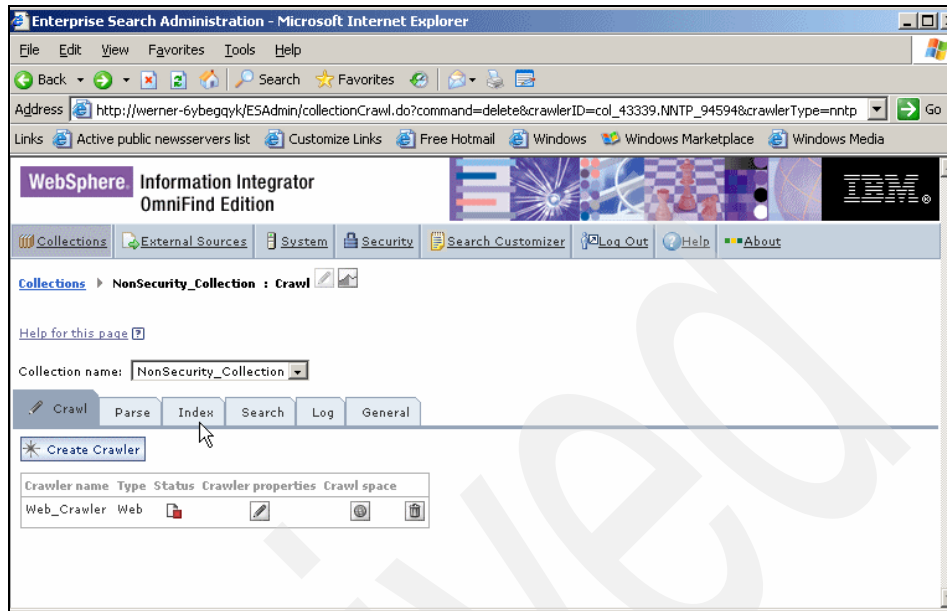 Enterprise Search Administration - Microsoft Internet Explorer
File Edit View Favorites Tools Help
Back Search Favorites
Address http://werner-6ybegqyk/ESAdmin/collectionCrawl.do?command=delete&crawlerID=col_43339.NNTP_94594&crawlerType=nntp Go
Links Active public newsservers list Customize Links Free Hotmail Windows Windows Marketplace Windows Media
WebSphere. Information Integrator
OmniFind Edition
IBM®
Collections External Sources System Security Search Customizer Log Out Help About
Collections NonSecurity_Collection : Crawl
Help for this page ?
Collection name: NonSecurity_Collection
Crawl Parse Index Search Log General
Create Crawler
Crawler name Type Status Crawler properties Crawl space
Web_Crawler Web